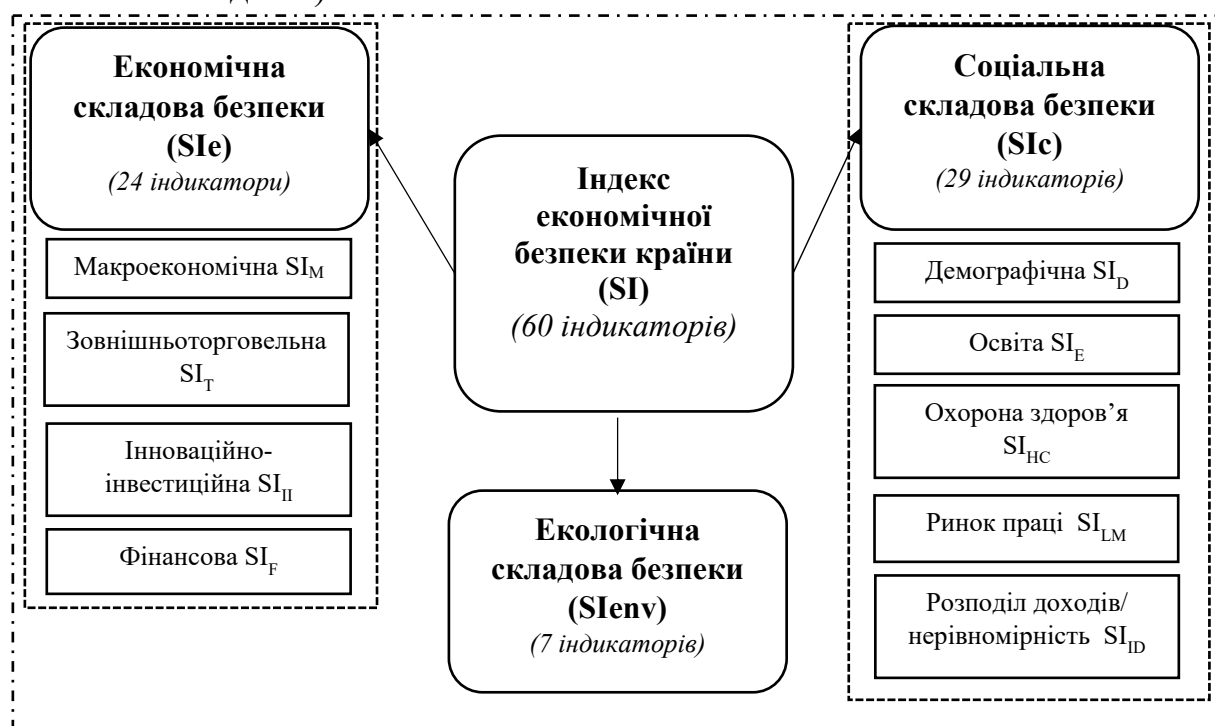 Економічна
складова безпеки
(SIe)
(24 індикатори)
Макроекономічна SIM
Зовнішньоторговельна
SIT
Інноваційно-
інвестиційна SIII
Фінансова SIF
Індекс
економічної
безпеки країни
(SI)
(60 індикаторів)
Екологічна
складова безпеки
(SIenv)
(7 індикаторів)
Соціальна
складова безпеки
(SIc)
(29 індикаторів)
Демографічна SID
Освіта SIE
Охорона здоров’я
SIHC
Ринок праці SILM
Розподіл доходів/
нерівномірність SIID